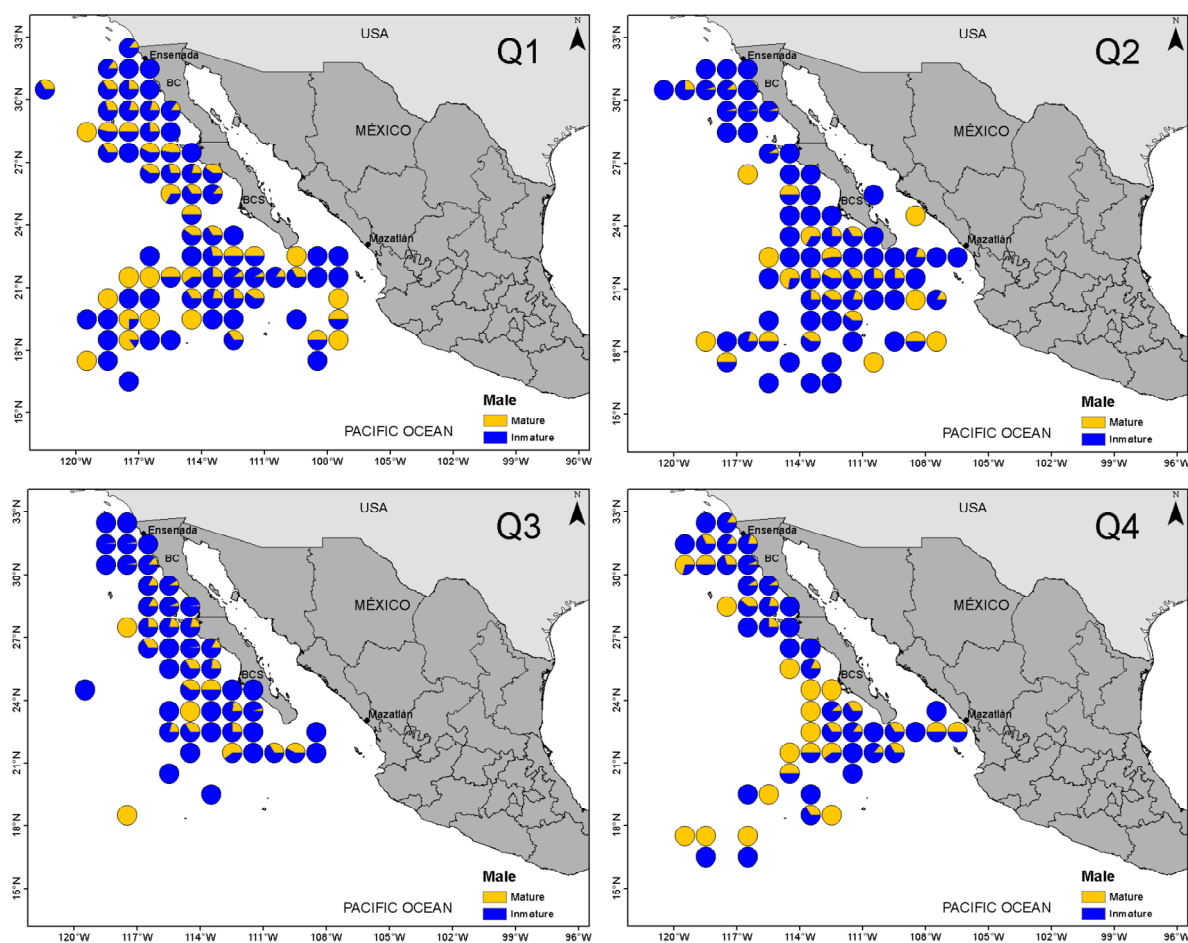 33°N
30°N
27°N
24°N
21°N
18°N
15°N
USA
Q1
N
Ensenada
BC
MÉXICO
BCS
Mazatlán
Male
Mature
Inmature
PACIFIC OCEAN
120°W 117°W 114°W 111°W 108°W 105°W 102°W 99°W 96°W
33°N
30°N
27°N
24°N
21°N
18°N
15°N
USA
Q2
N
Ensenada
BC
MÉXICO
BCS
Mazatlán
Male
Mature
Inmature
PACIFIC OCEAN
120°W 117°W 114°W 111°W 108°W 105°W 102°W 99°W 96°W
33°N
30°N
27°N
24°N
21°N
18°N
15°N
USA
Q3
N
Ensenada
BC
MÉXICO
BCS
Mazatlán
Male
Mature
Inmature
PACIFIC OCEAN
120°W 117°W 114°W 111°W 108°W 105°W 102°W 99°W 96°W
33°N
30°N
27°N
24°N
21°N
18°N
15°N
USA
Q4
N
Ensenada
BC
MÉXICO
BCS
Mazatlán
Male
Mature
Inmature
PACIFIC OCEAN
120°W 117°W 114°W 111°W 108°W 105°W 102°W 99°W 96°W